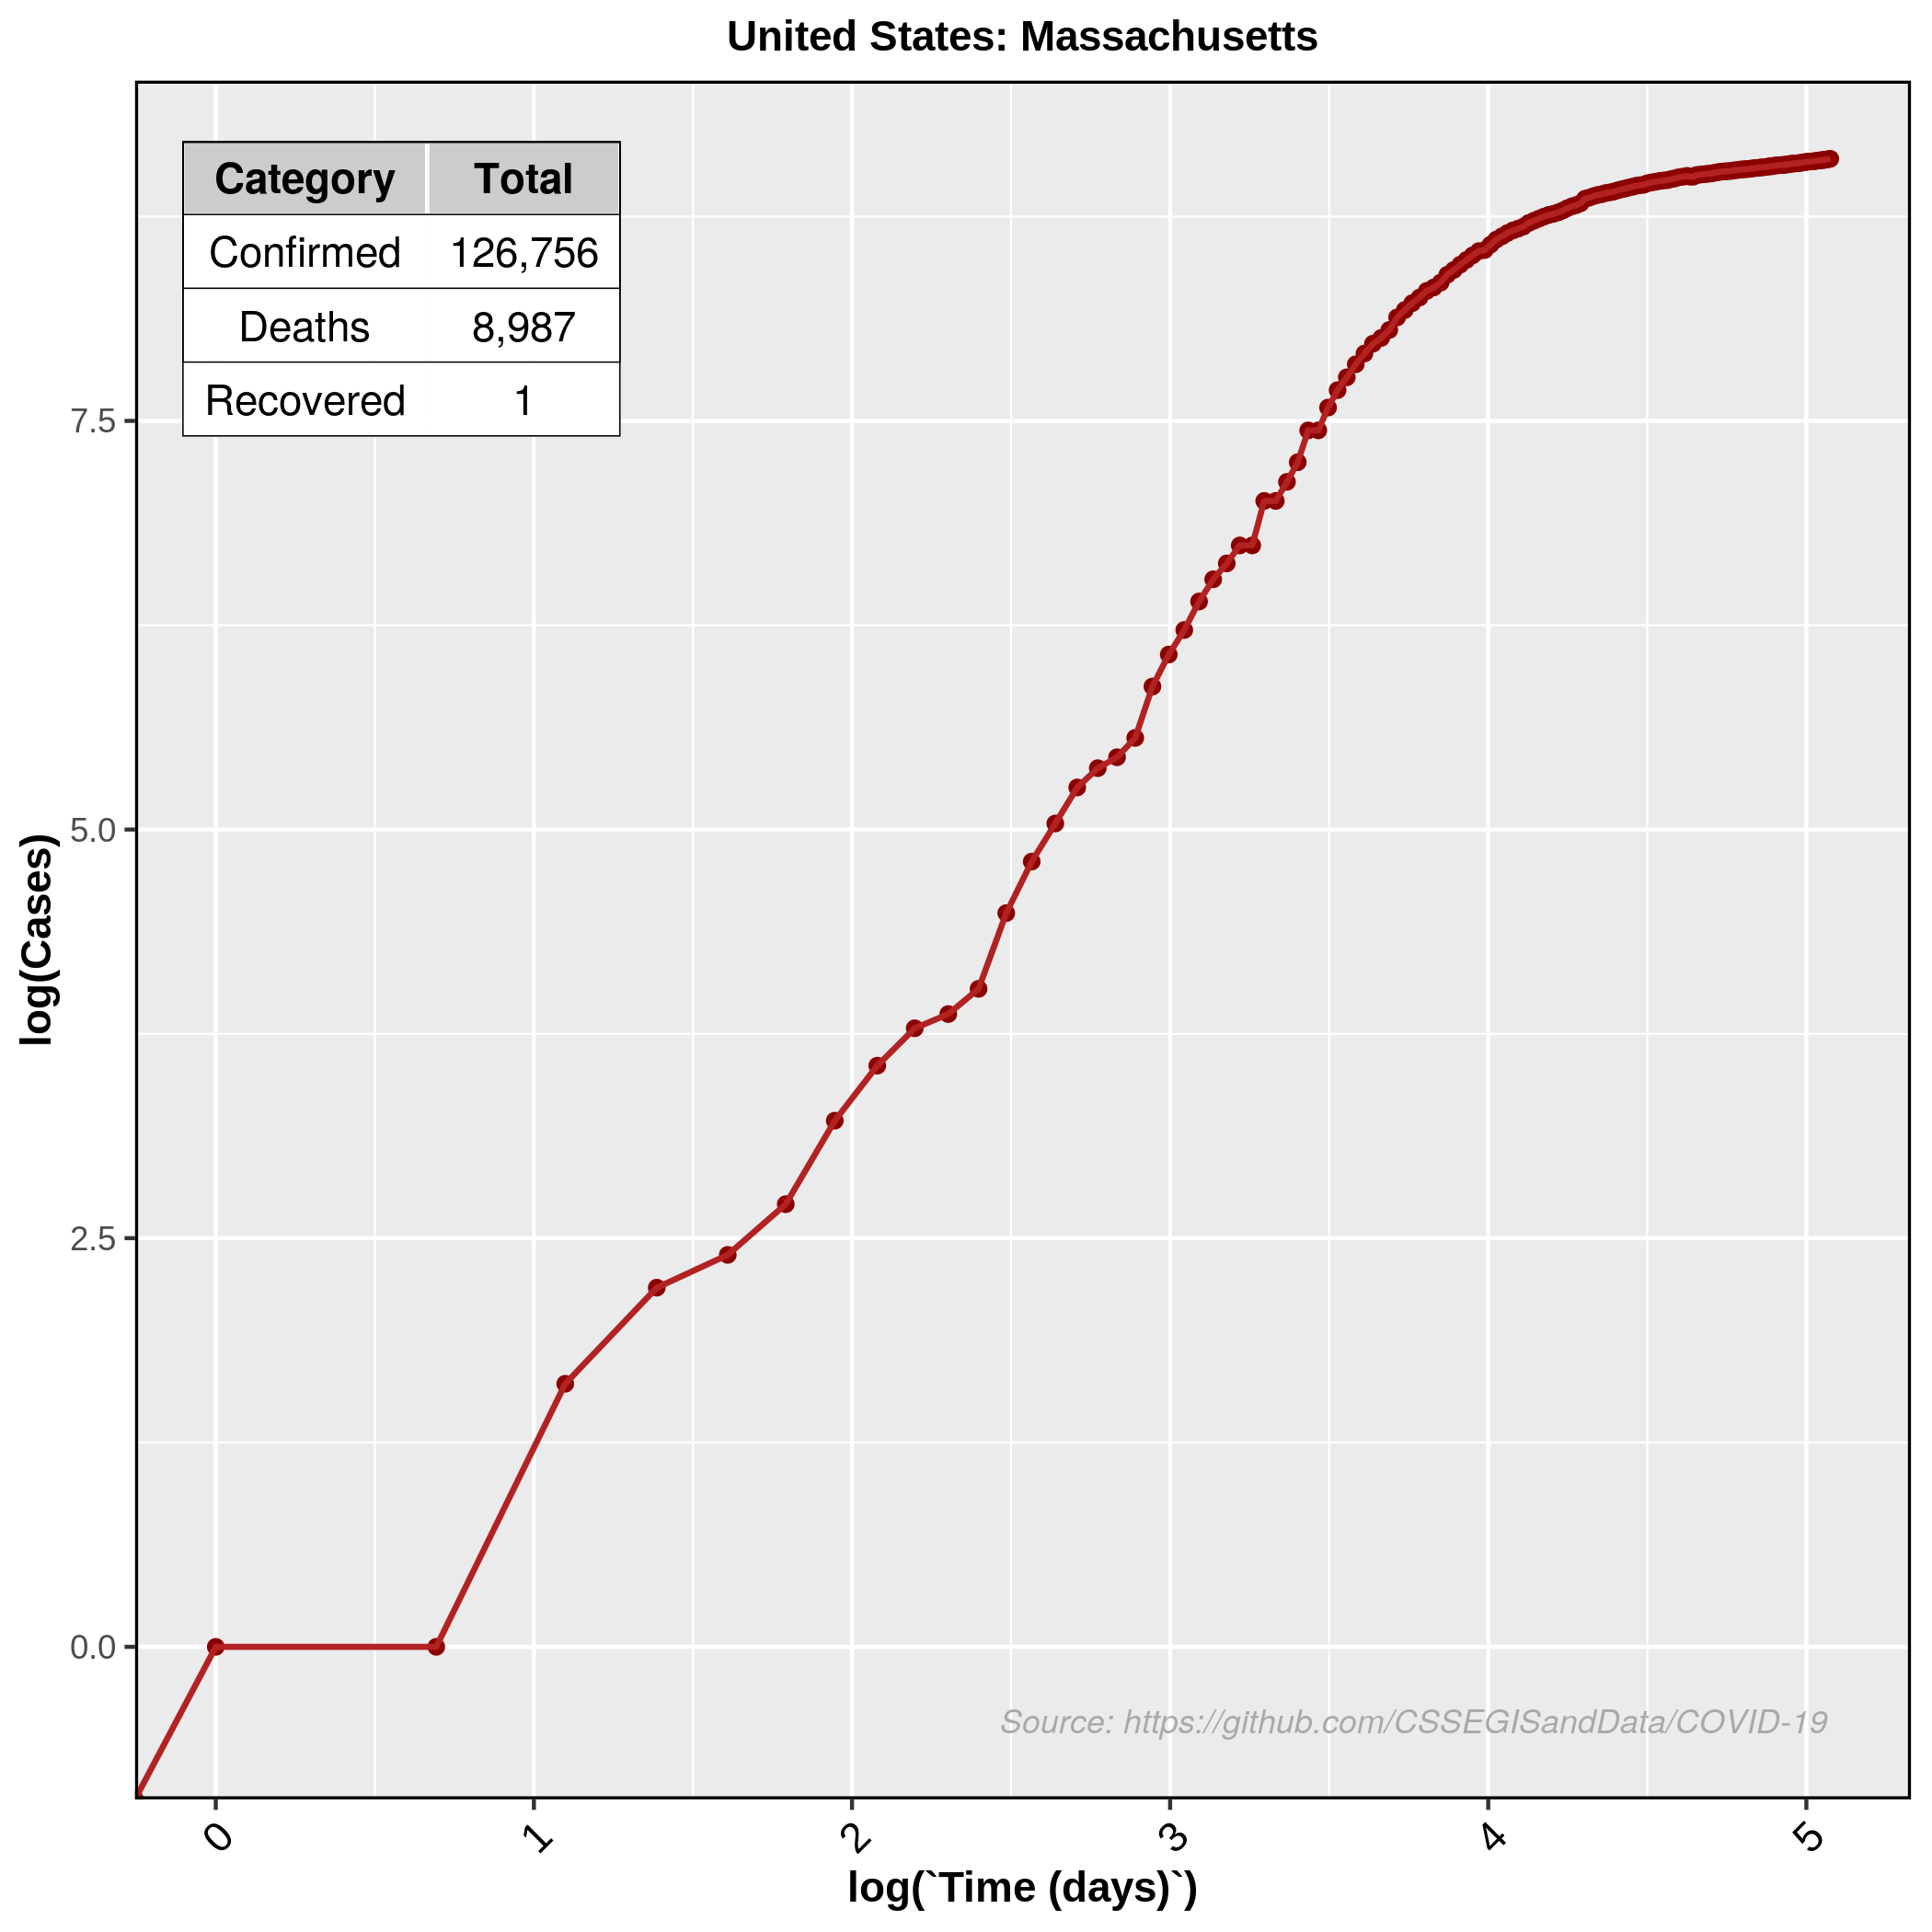 United States: Massachusetts
Category Total
Confirmed 126,756
Deaths 8,987
Recovered 1
7.5
5.0
2.5
0.0
log(Cases)
Source: https://github.com/CSSEGISandData/COVID-19
0 1 2 3 4 5
log(`Time (days)`)